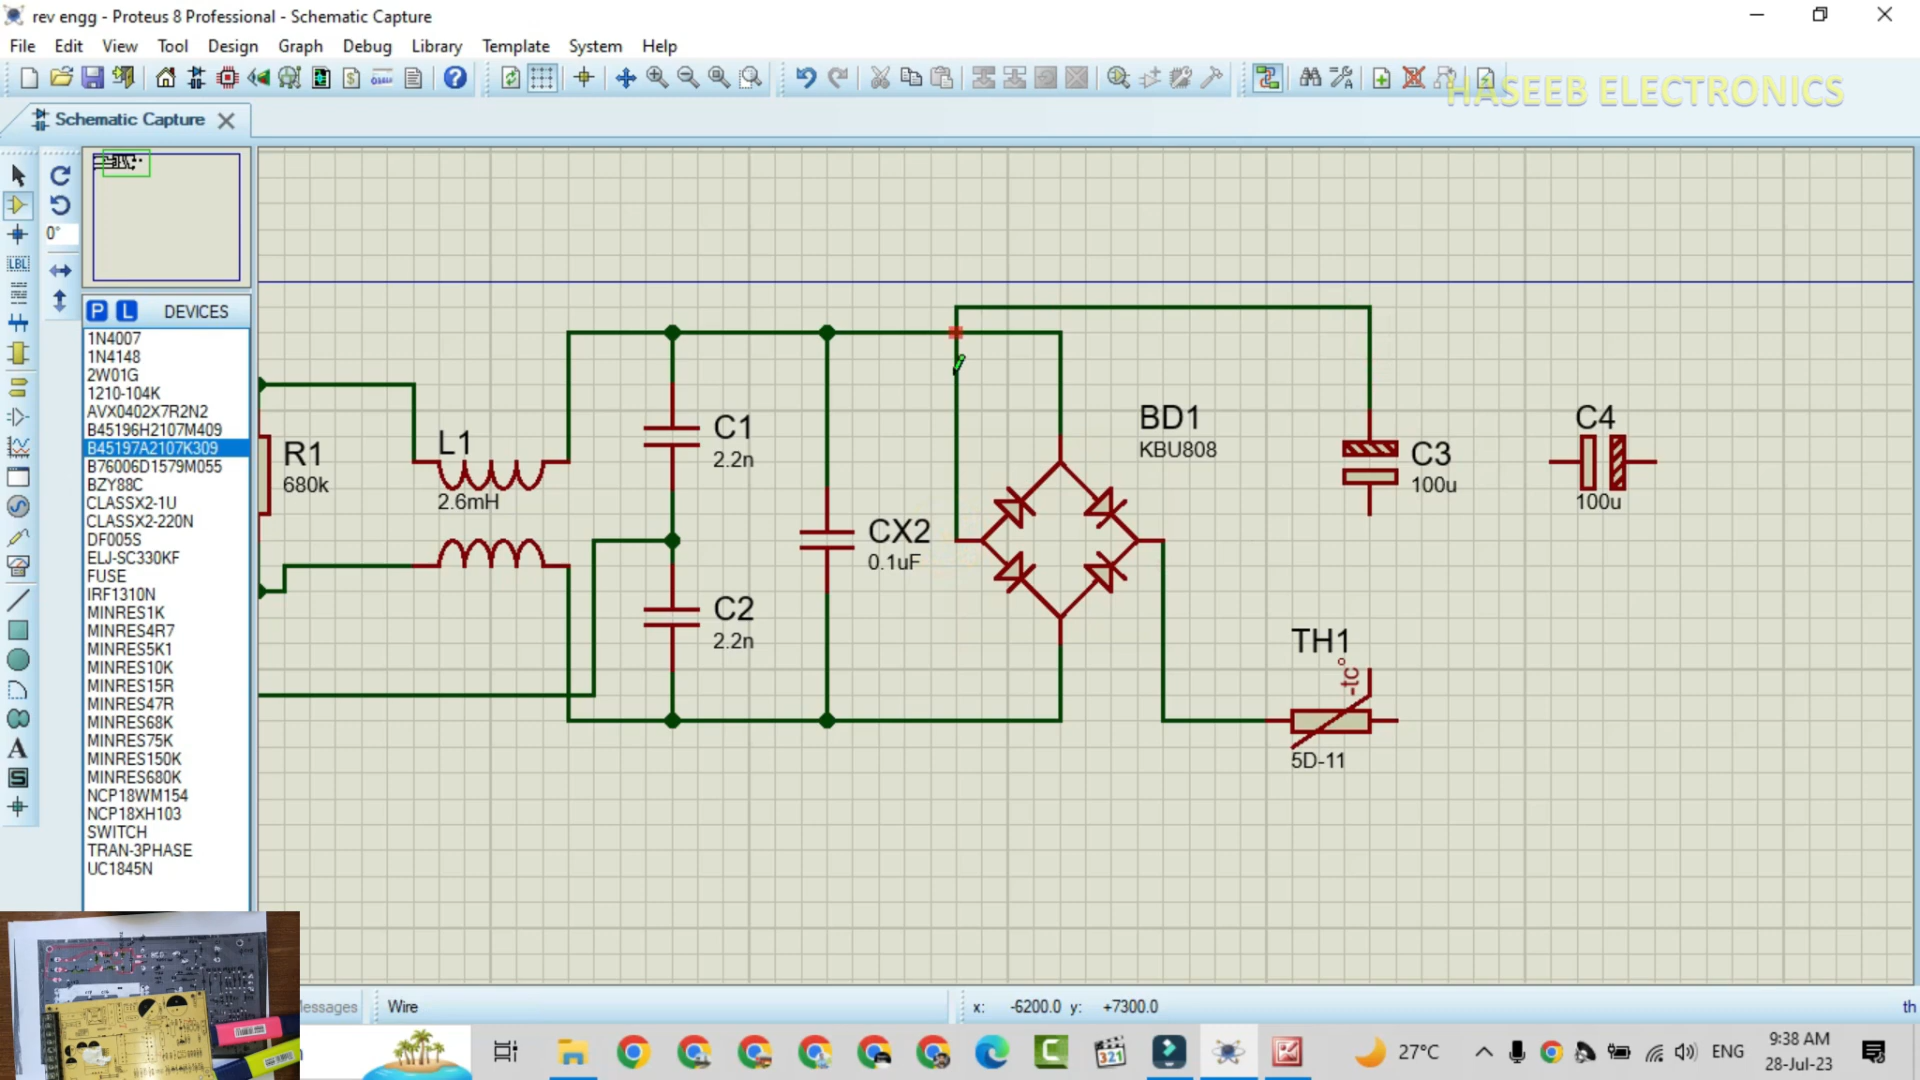 rev engg - Proteus 8 Professional - Schematic Capture
File Edit View Tool Design Graph Debug Library Template System Help
HASEEB ELECTRONICS
Schematic Capture
0°
LBL
P L DEVICES
1N4007
1N4148
2W01G
1210-104K
AVX0402X7R2N2
B45196H2107M409
B45197A2107K309
B76006D1579M055
BZY88C
CLASSX2-1U
CLASSX2-220N
DF005S
ELJ-SC330KF
FUSE
IRF1310N
MINRES1K
MINRES4R7
MINRES5K1
MINRES10K
MINRES15R
MINRES47R
MINRES68K
MINRES75K
MINRES150K
MINRES680K
NCP18WM154
NCP18XH103
SWITCH
TRAN-3PHASE
UC1845N
A
S
R1
680k
L1
2.6mH
C1
2.2n
C2
2.2n
CX2
0.1uF
BD1
KBU808
C3
100u
C4
100u
TH1
-tc°
5D-11
essages Wire x: -6200.0 y: +7300.0 th
321
27°C ENG 9:38 AM
28-Jul-23